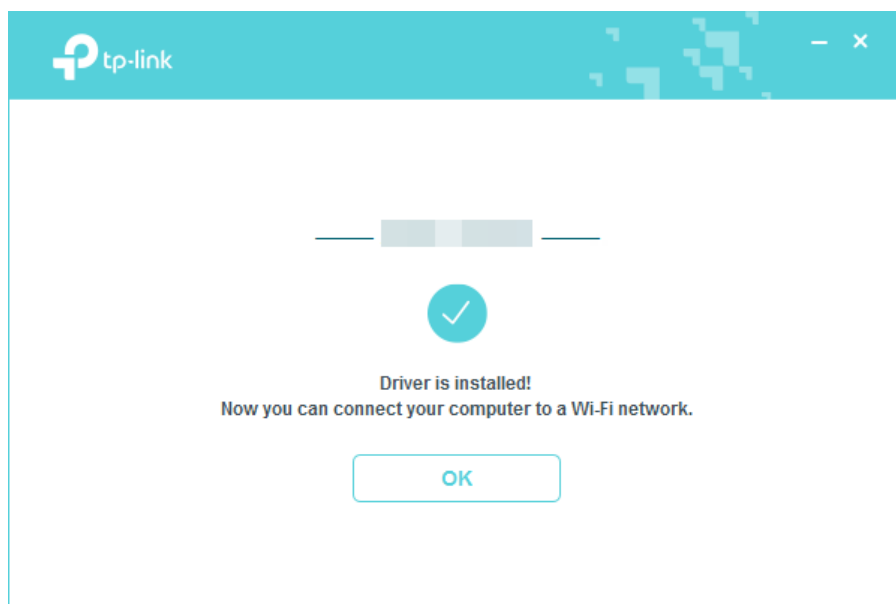 tp-link
Driver is installed!
Now you can connect your computer to a Wi-Fi network.
OK